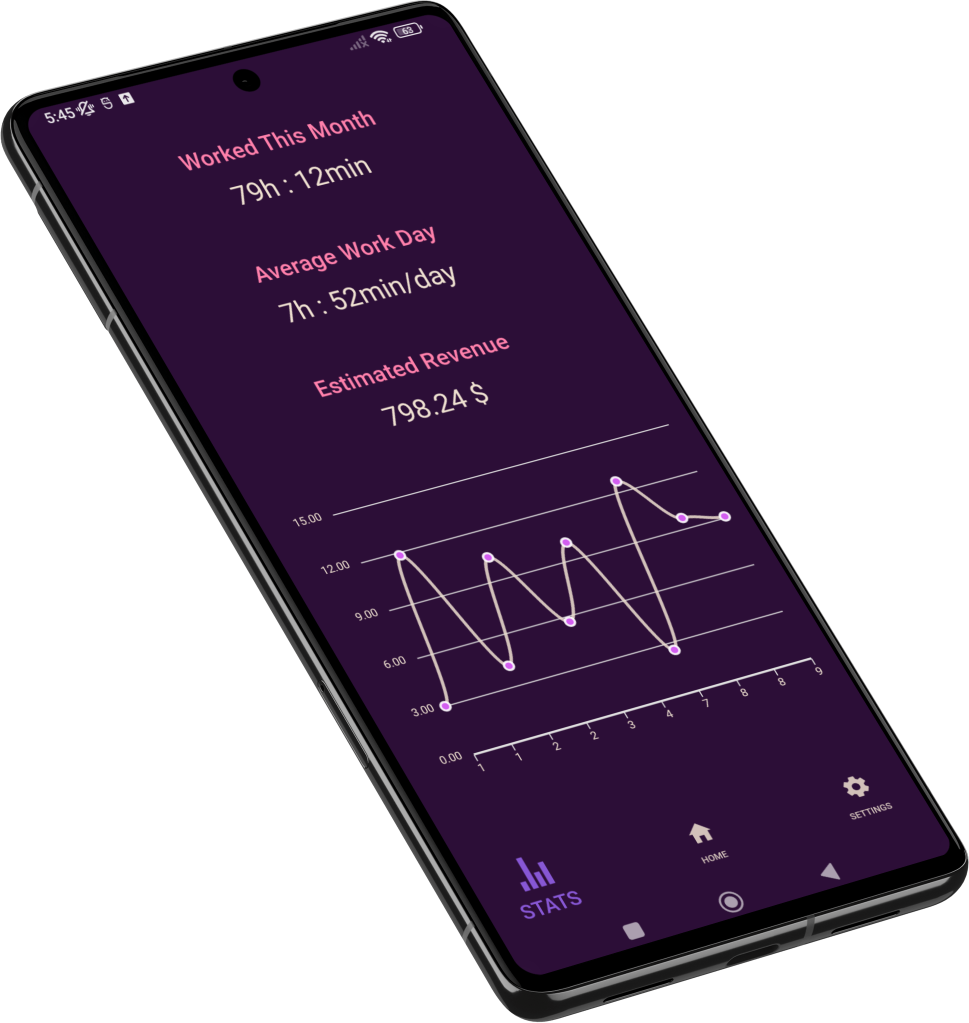 5:45
63
Worked This Month
79h : 12min
Average Work Day
7h : 52min/day
Estimated Revenue
798.24 $
15.00
12.00
9.00
6.00
3.00
0.00
1 1 2 2 3 4 7 8 8 9
STATS
HOME
SETTINGS